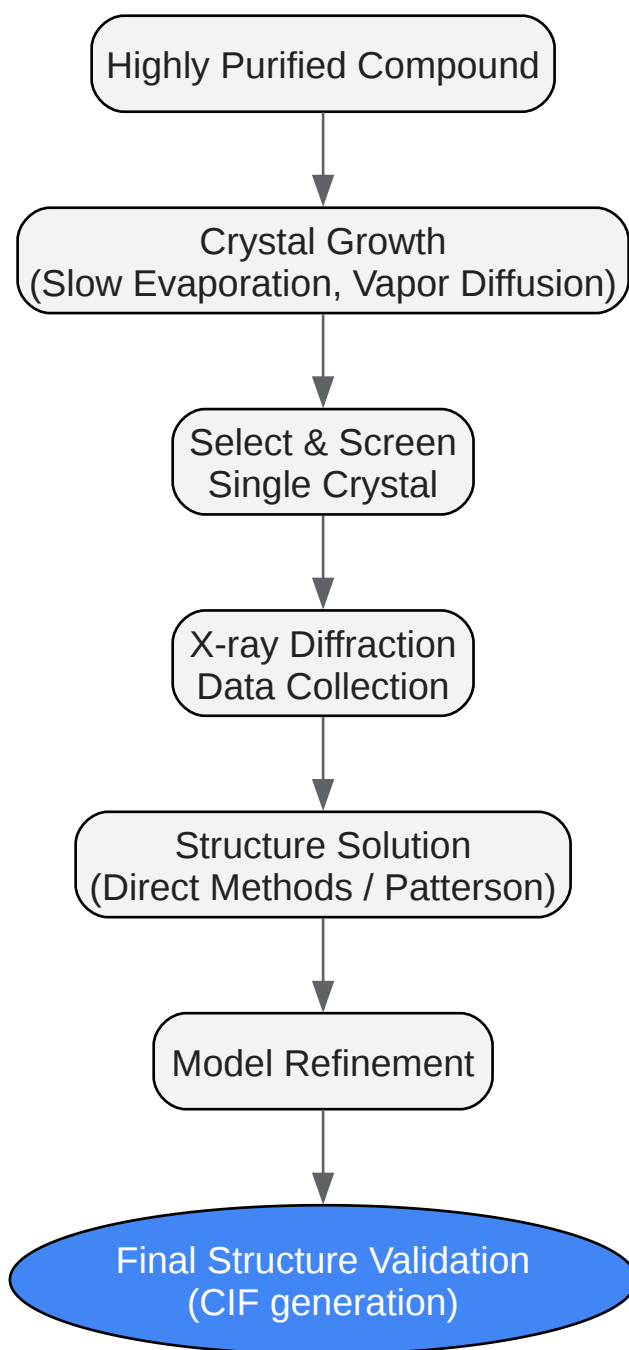 Highly Purified Compound
Crystal Growth
(Slow Evaporation, Vapor Diffusion)
Select & Screen
Single Crystal
X-ray Diffraction
Data Collection
Structure Solution
(Direct Methods / Patterson)
Model Refinement
Final Structure Validation
(CIF generation)